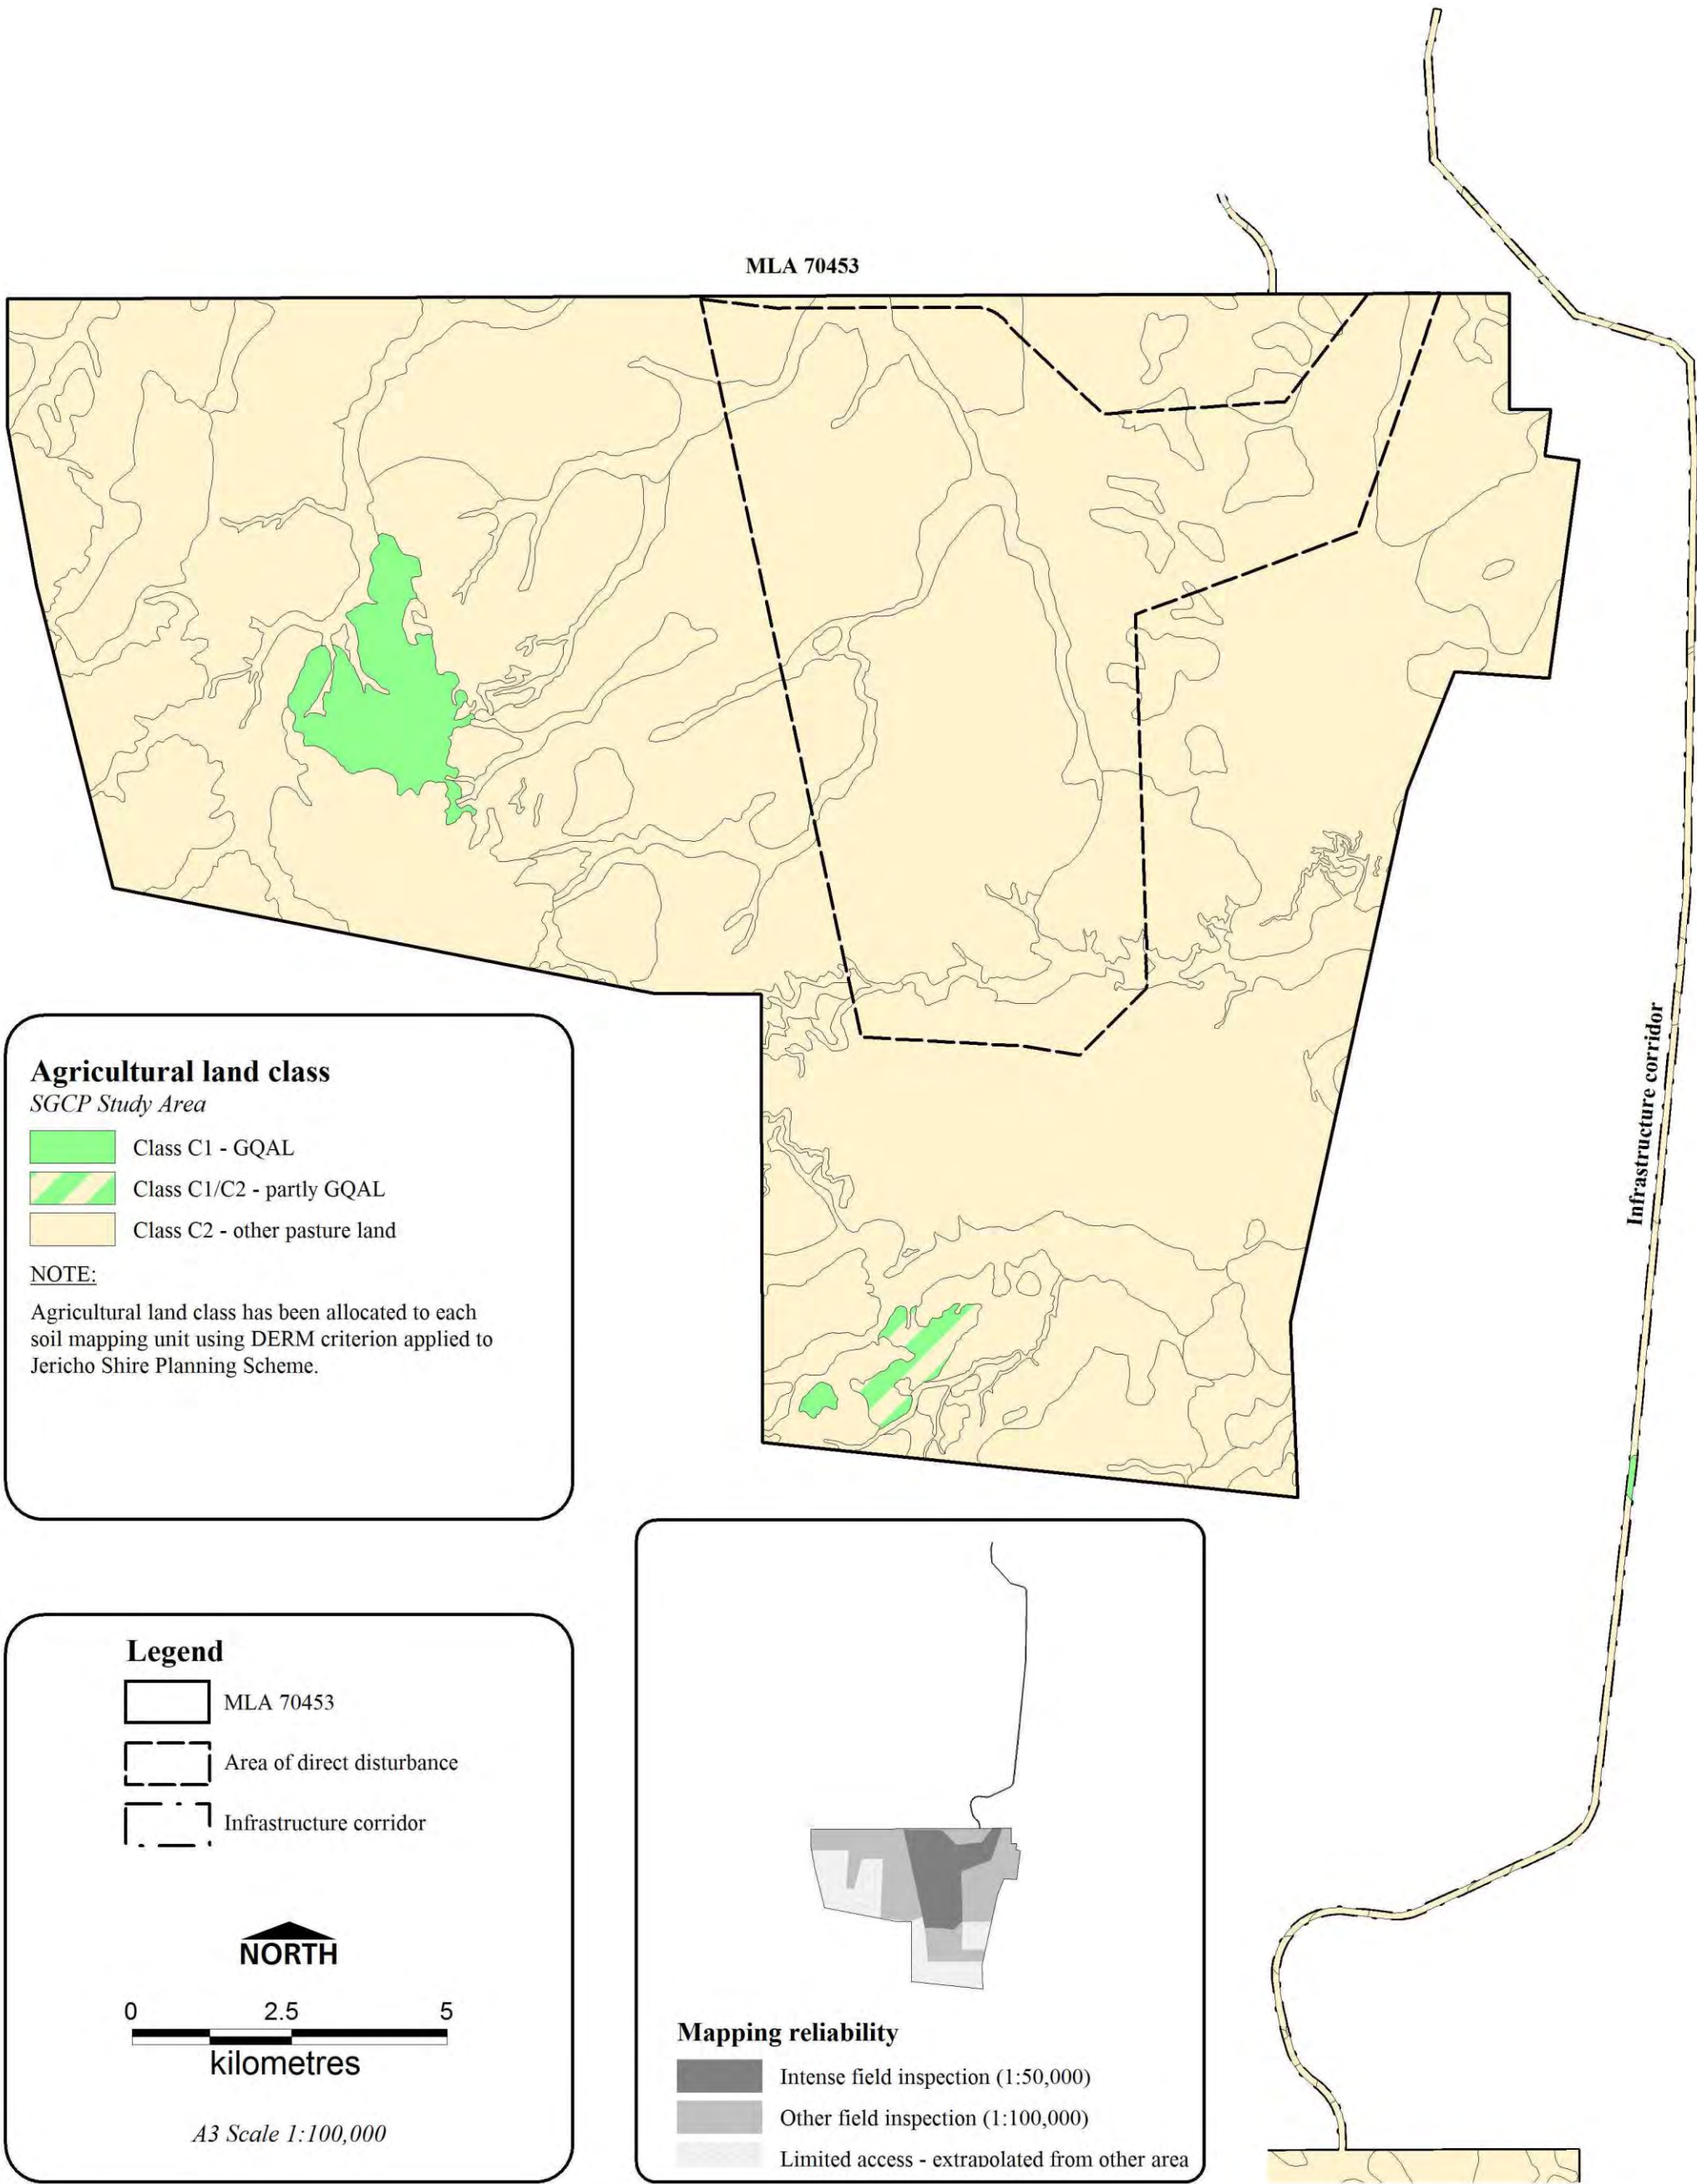 MLA 70453
Infrastructure corridor
Agricultural land class
SGCP Study Area
Class C1 - GQAL
Class C1/C2 - partly GQAL
Class C2 - other pasture land
NOTE:
Agricultural land class has been allocated to each
soil mapping unit using DERM criterion applied to
Jericho Shire Planning Scheme.
Legend
MLA 70453
Area of direct disturbance
Infrastructure corridor
NORTH
0 2.5 5
kilometres
A3 Scale 1:100,000
Mapping reliability
Intense field inspection (1:50,000)
Other field inspection (1:100,000)
Limited access - extrapolated from other area